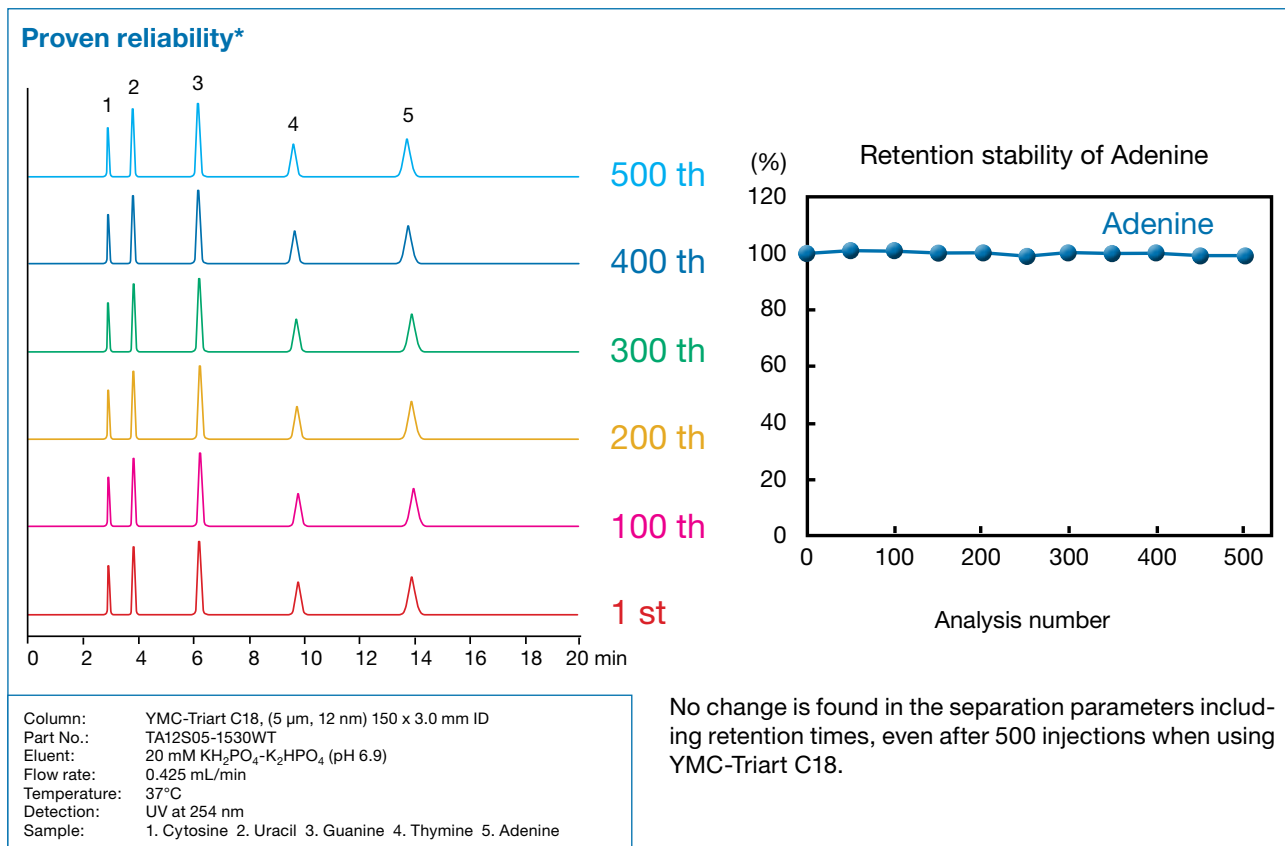 Proven reliability*
1 2 3 4 5
500 th
400 th
300 th
200 th
100 th
1 st
0 2 4 6 8 10 12 14 16 18 20 min
Column: YMC-Triart C18, (5 µm, 12 nm) 150 x 3.0 mm ID
Part No.: TA12S05-1530WT
Eluent: 20 mM KH₂PO₄-K₂HPO₄ (pH 6.9)
Flow rate: 0.425 mL/min
Temperature: 37°C
Detection: UV at 254 nm
Sample: 1. Cytosine 2. Uracil 3. Guanine 4. Thymine 5. Adenine
Retention stability of Adenine
(%)
120
100
80
60
40
20
0
Adenine
0 100 200 300 400 500
Analysis number
No change is found in the separation parameters includ-
ing retention times, even after 500 injections when using
YMC-Triart C18.